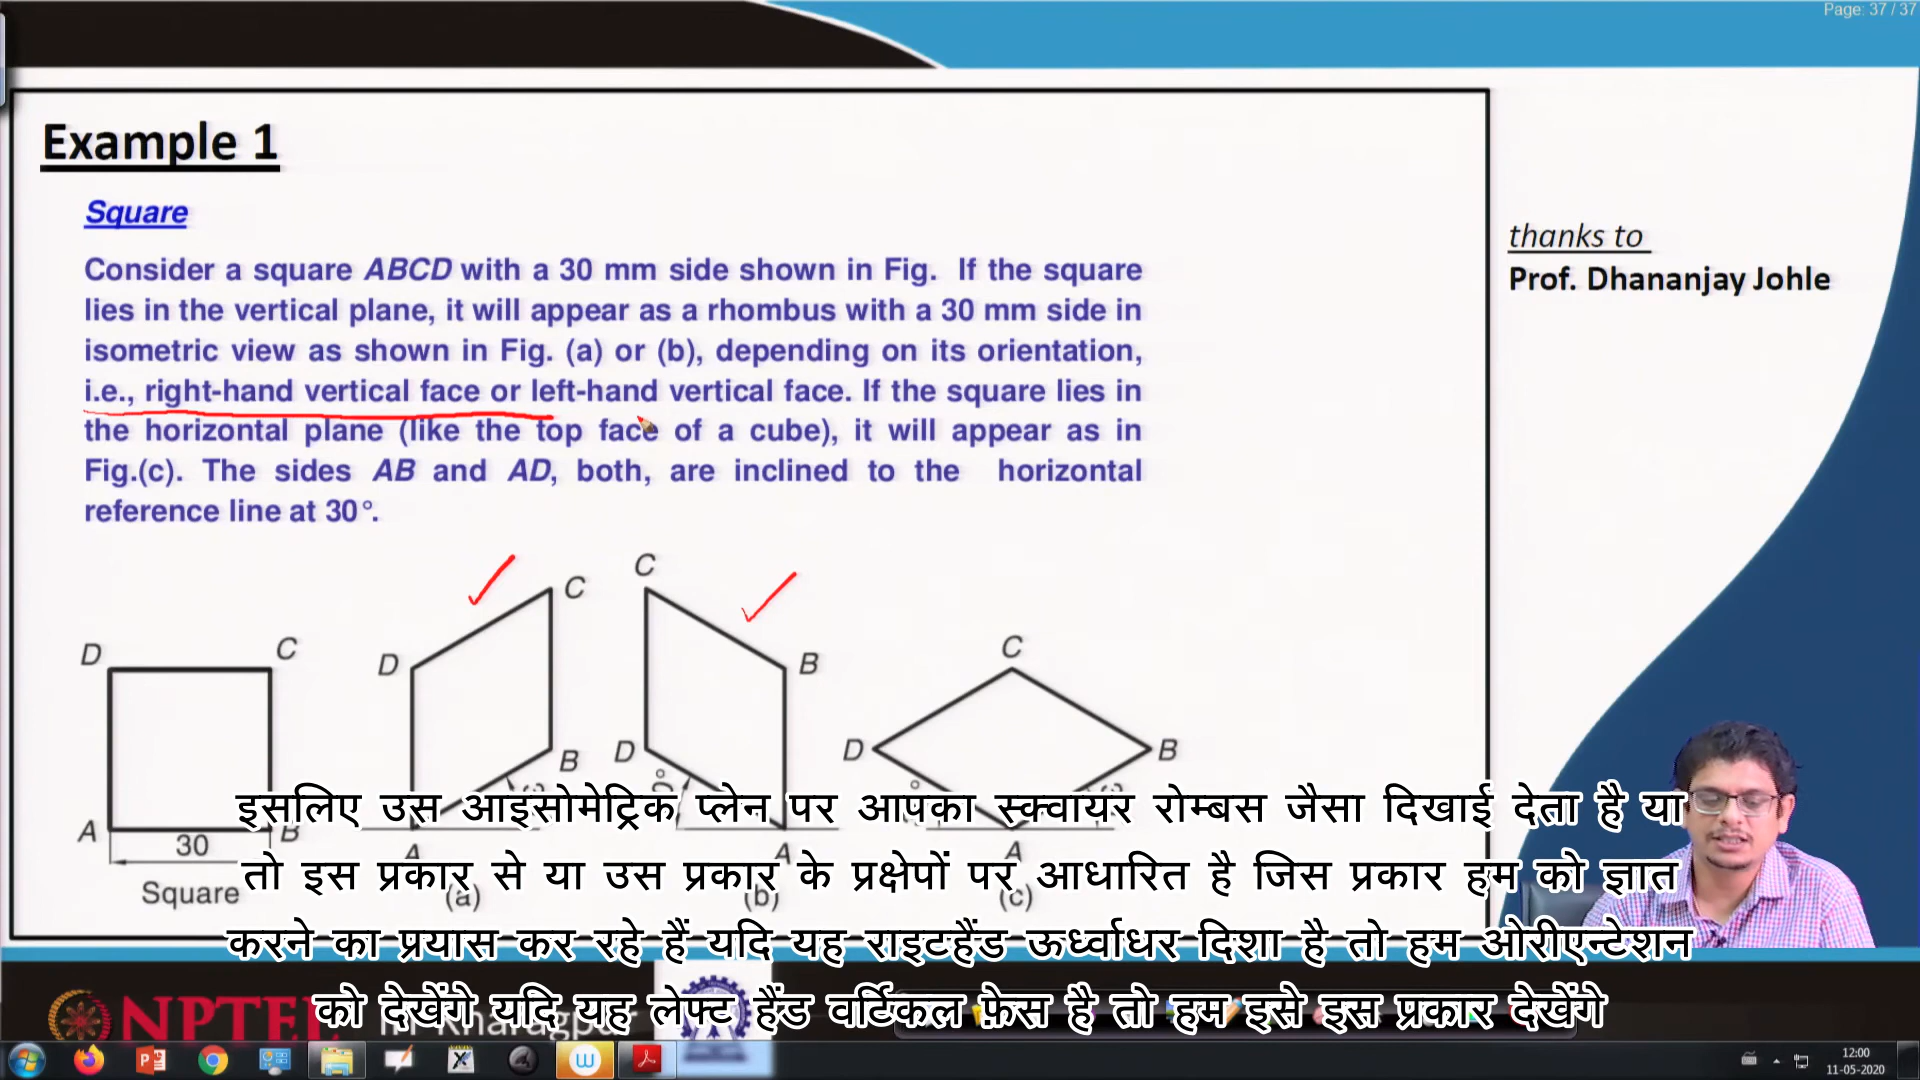 Page: 37 / 37
Example 1
Square
Consider a square ABCD with a 30 mm side shown in Fig. If the square
lies in the vertical plane, it will appear as a rhombus with a 30 mm side in
isometric view as shown in Fig. (a) or (b), depending on its orientation,
i.e., right-hand vertical face or left-hand vertical face. If the square lies in
the horizontal plane (like the top face of a cube), it will appear as in
Fig.(c). The sides AB and AD, both, are inclined to the horizontal
reference line at 30°.
thanks to
Prof. Dhananjay Johle
D C
A B
30
Square
D C
A B
(a)
C B
D A
(b)
C
D B
A
(c)
इसलिए उस आइसोमेट्रिक प्लेन पर आपका स्क्वायर रोम्बस जैसा दिखाई देता है या
तो इस प्रकार से या उस प्रकार के प्रक्षेपों पर आधारित है जिस प्रकार हम को ज्ञात
करने का प्रयास कर रहे हैं यदि यह राइटहैंड ऊर्ध्वाधर दिशा है तो हम ओरीएन्टेशन
को देखेंगे यदि यह लेफ्ट हैंड वर्टिकल फ़ेस है तो हम इसे इस प्रकार देखेंगे
NPTEL
IIT Kharagpur
12:00
11-05-2020